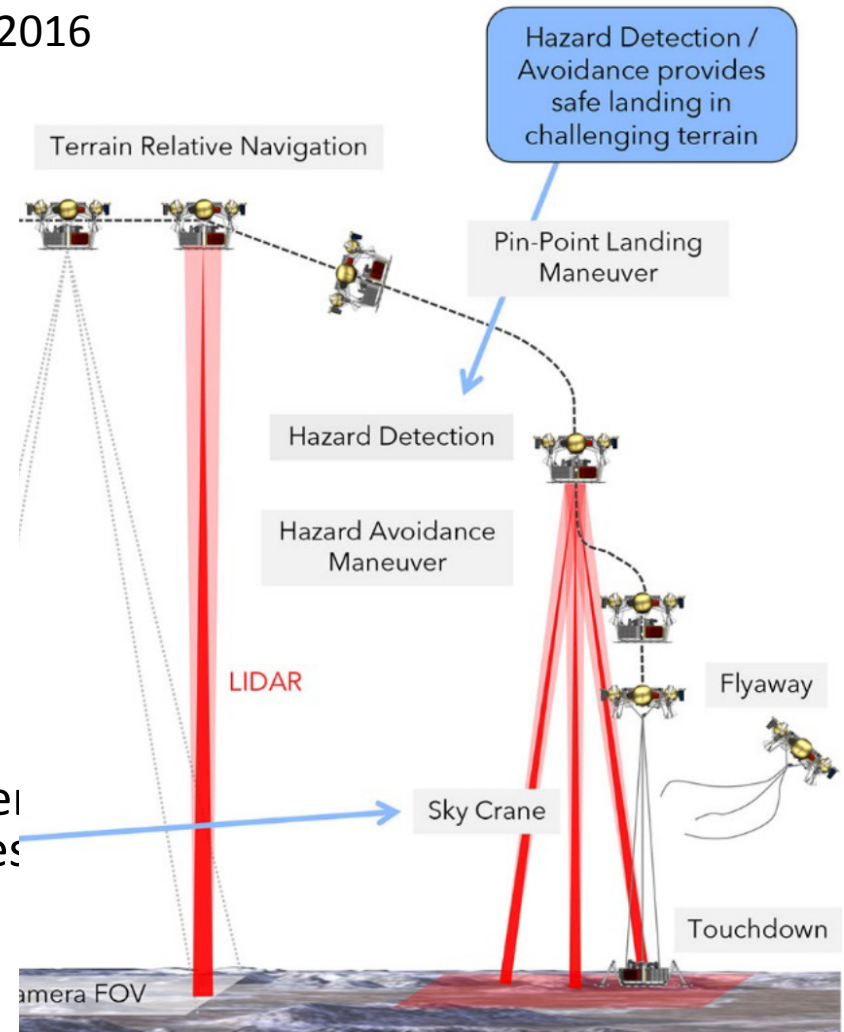 2016
Hazard Detection /
Avoidance provides
safe landing in
challenging terrain
Terrain Relative Navigation
Pin-Point Landing
Maneuver
Hazard Detection
Hazard Avoidance
Maneuver
LIDAR
Flyaway
Sky Crane
Touchdown
FOV